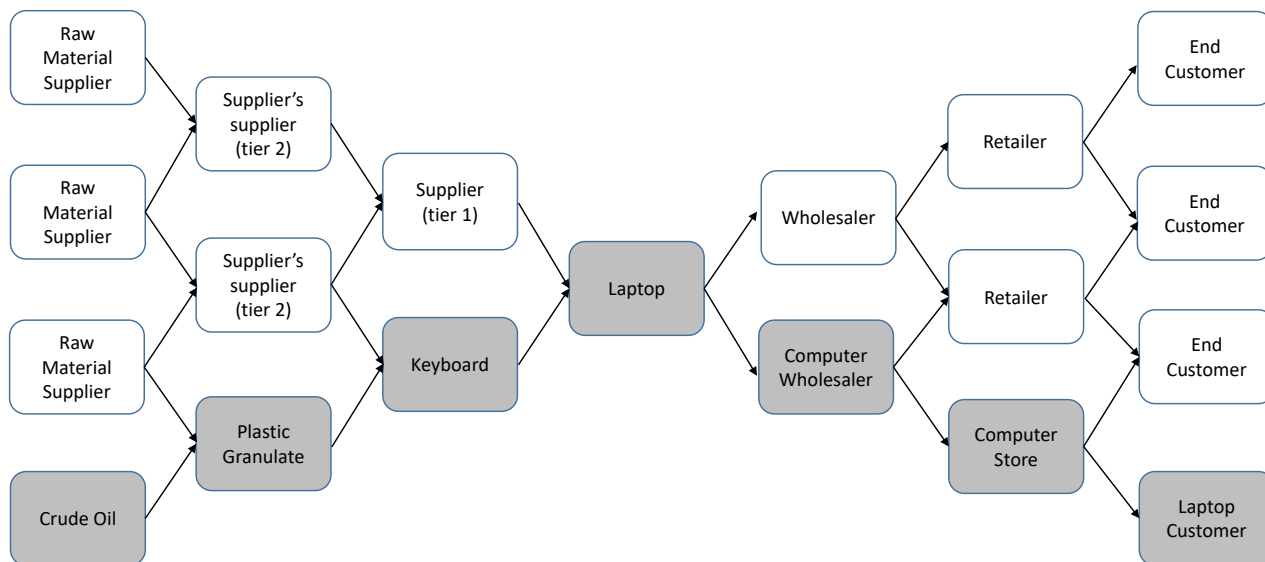 Raw
Material
Supplier
Raw
Material
Supplier
Raw
Material
Supplier
Crude Oil
Supplier’s
supplier
(tier 2)
Supplier’s
supplier
(tier 2)
Plastic
Granulate
Supplier
(tier 1)
Keyboard
Laptop
Wholesaler
Computer
Wholesaler
Retailer
Retailer
Computer
Store
End
Customer
End
Customer
End
Customer
Laptop
Customer